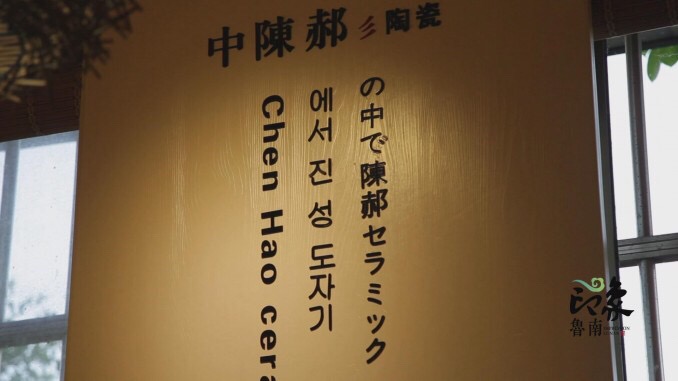 中陳郝 陶瓷
の中で陳郝セラミック
에서 진 성 도자기
Chen Hao cera
印象
魯南